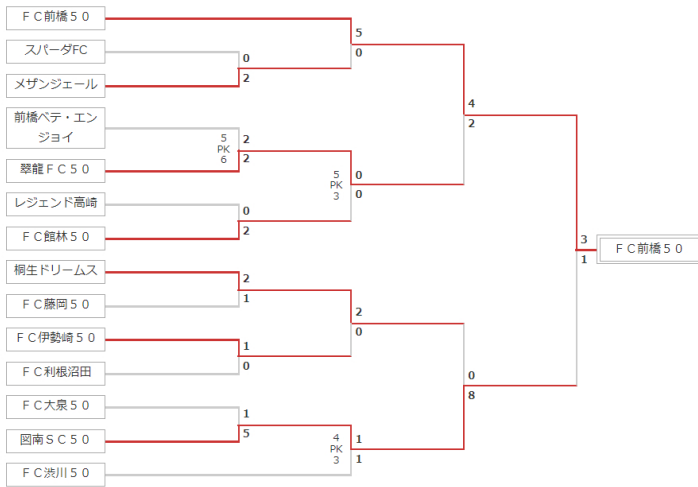 ＦＣ前橋５０
スパーダFC
メザンジェール
前橋ベテ・エン
ジョイ
翠龍ＦＣ５０
レジェンド高崎
ＦＣ館林５０
桐生ドリームス
ＦＣ藤岡５０
ＦＣ伊勢崎５０
ＦＣ利根沼田
ＦＣ大泉５０
図南ＳＣ５０
ＦＣ渋川５０
0
2
2
5
PK
6
2
0
2
2
1
1
0
1
5
5
0
0
5
PK
3
0
2
0
1
4
PK
3
1
4
2
0
8
3
1
ＦＣ前橋５０